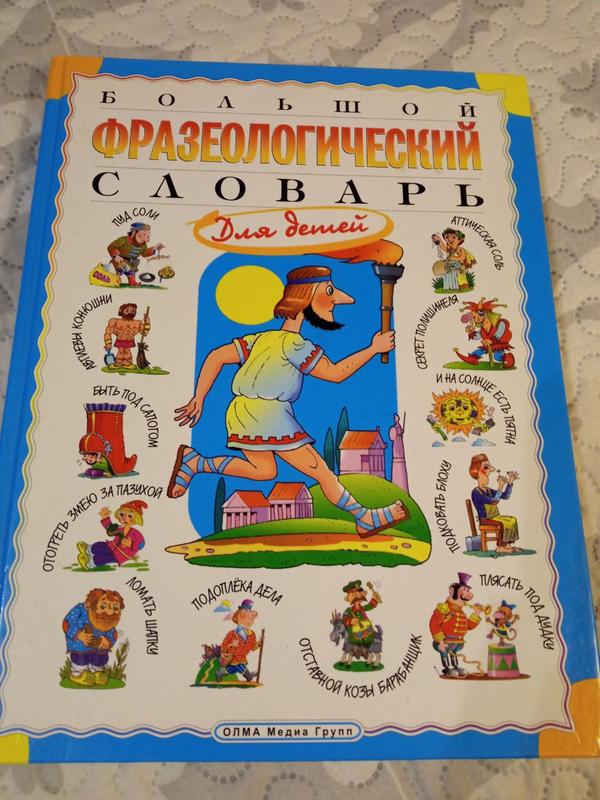 БОЛЬШОЙ
ФРАЗЕОЛОГИЧЕСКИЙ
СЛОВАРЬ
Для детей
ПУД СОЛИ
СОЛЬ
АТТИЧЕСКАЯ СОЛЬ
АВГИЕВЫ КОНЮШНИ
СЕКРЕТ ПОЛИШИНЕЛЯ
БЫТЬ ПОД САПОГОМ
И НА СОЛНЦЕ ЕСТЬ ПЯТНА
ОТОГРЕТЬ ЗМЕЮ ЗА ПАЗУХОЙ
ПОДКОВАТЬ БЛОХУ
ЛОМАТЬ ШАПКУ
ПОДОПЛЁКА ДЕЛА
ОТСТАВНОЙ КОЗЫ БАРАБАНЩИК
ПЛЯСАТЬ ПОД ДУДКУ
ОЛМА Медиа Групп